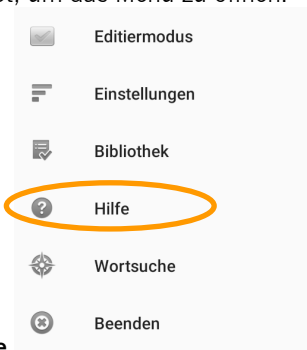 um das Menü zu öffnen.
Editiermodus
Einstellungen
Bibliothek
Hilfe
Wortsuche
Beenden